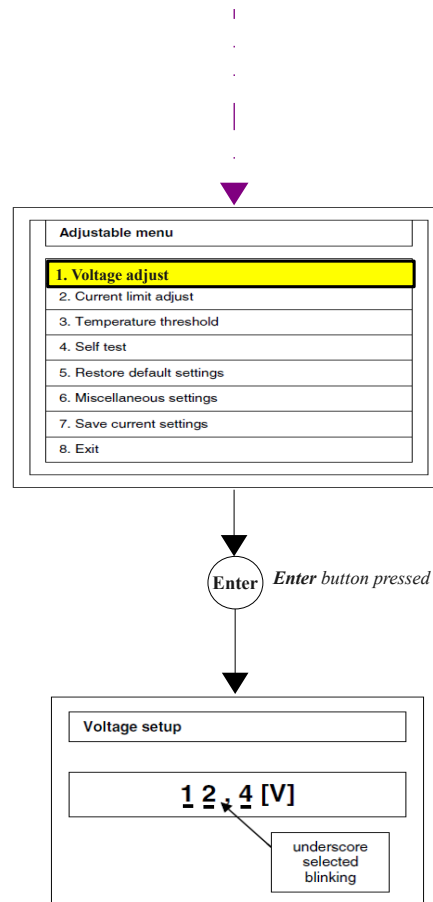 Adjustable menu
1. Voltage adjust
2. Current limit adjust
3. Temperature threshold
4. Self test
5. Restore default settings
6. Miscellaneous settings
7. Save current settings
8. Exit
Enter
Enter button pressed
Voltage setup
1 2 , 4 [V]
underscore
selected
blinking